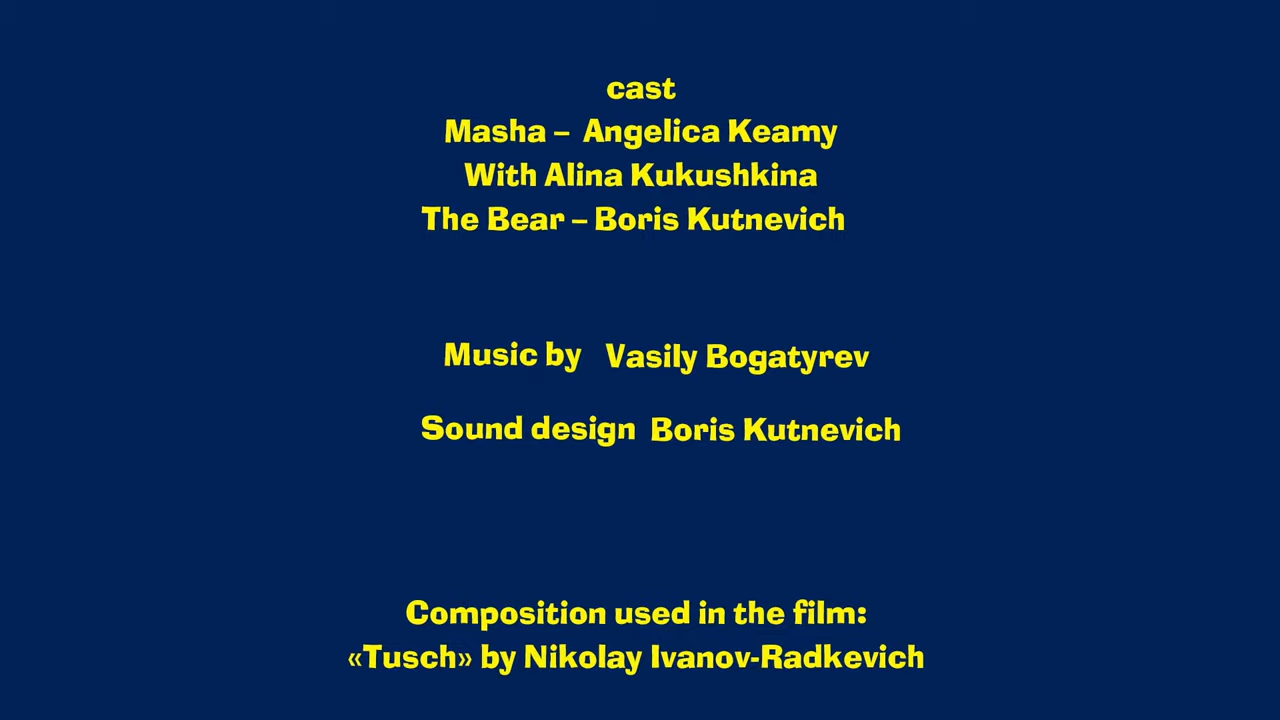 cast
Masha – Angelica Keamy
With Alina Kukushkina
The Bear – Boris Kutnevich
Music by Vasily Bogatyrev
Sound design Boris Kutnevich
Composition used in the film:
«Tusch» by Nikolay Ivanov-Radkevich